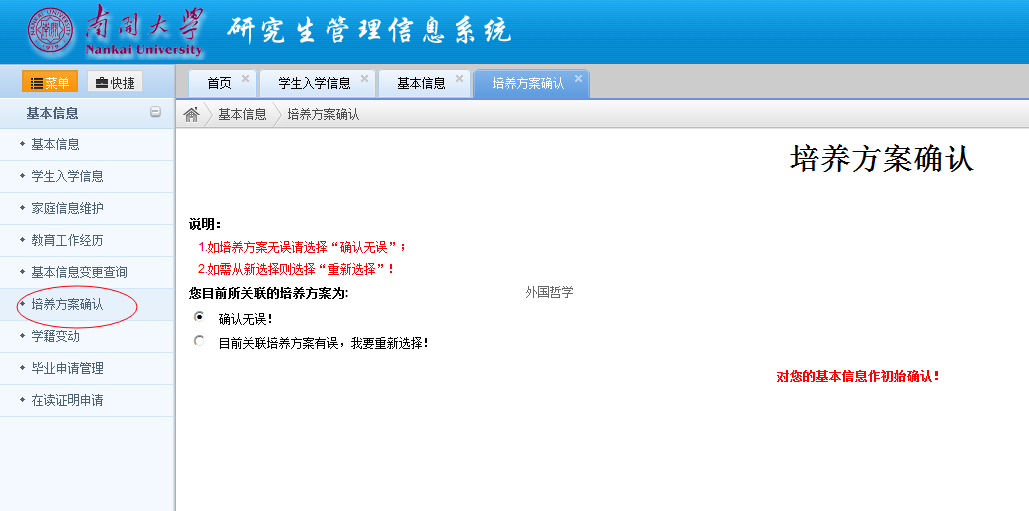 南開大學
Nankai University
研究生管理信息系统
菜单
快捷
首页
学生入学信息
基本信息
培养方案确认
基本信息
基本信息
培养方案确认
基本信息
学生入学信息
家庭信息维护
教育工作经历
基本信息变更查询
培养方案确认
学籍变动
毕业申请管理
在读证明申请
培养方案确认
说明：
1.如培养方案无误请选择“确认无误”；
2.如需从新选择则选择“重新选择”！
您目前所关联的培养方案为:
外国哲学
确认无误！
目前关联培养方案有误，我要重新选择！
对您的基本信息作初始确认！